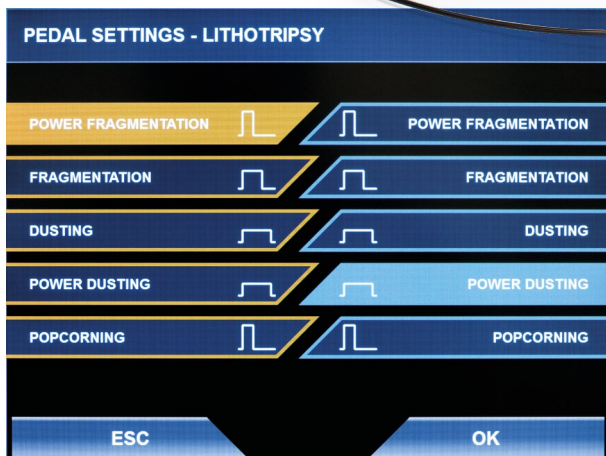 PEDAL SETTINGS - LITHOTRIPSY
POWER FRAGMENTATION
POWER FRAGMENTATION
FRAGMENTATION
FRAGMENTATION
DUSTING
DUSTING
POWER DUSTING
POWER DUSTING
POPCORNING
POPCORNING
ESC
OK